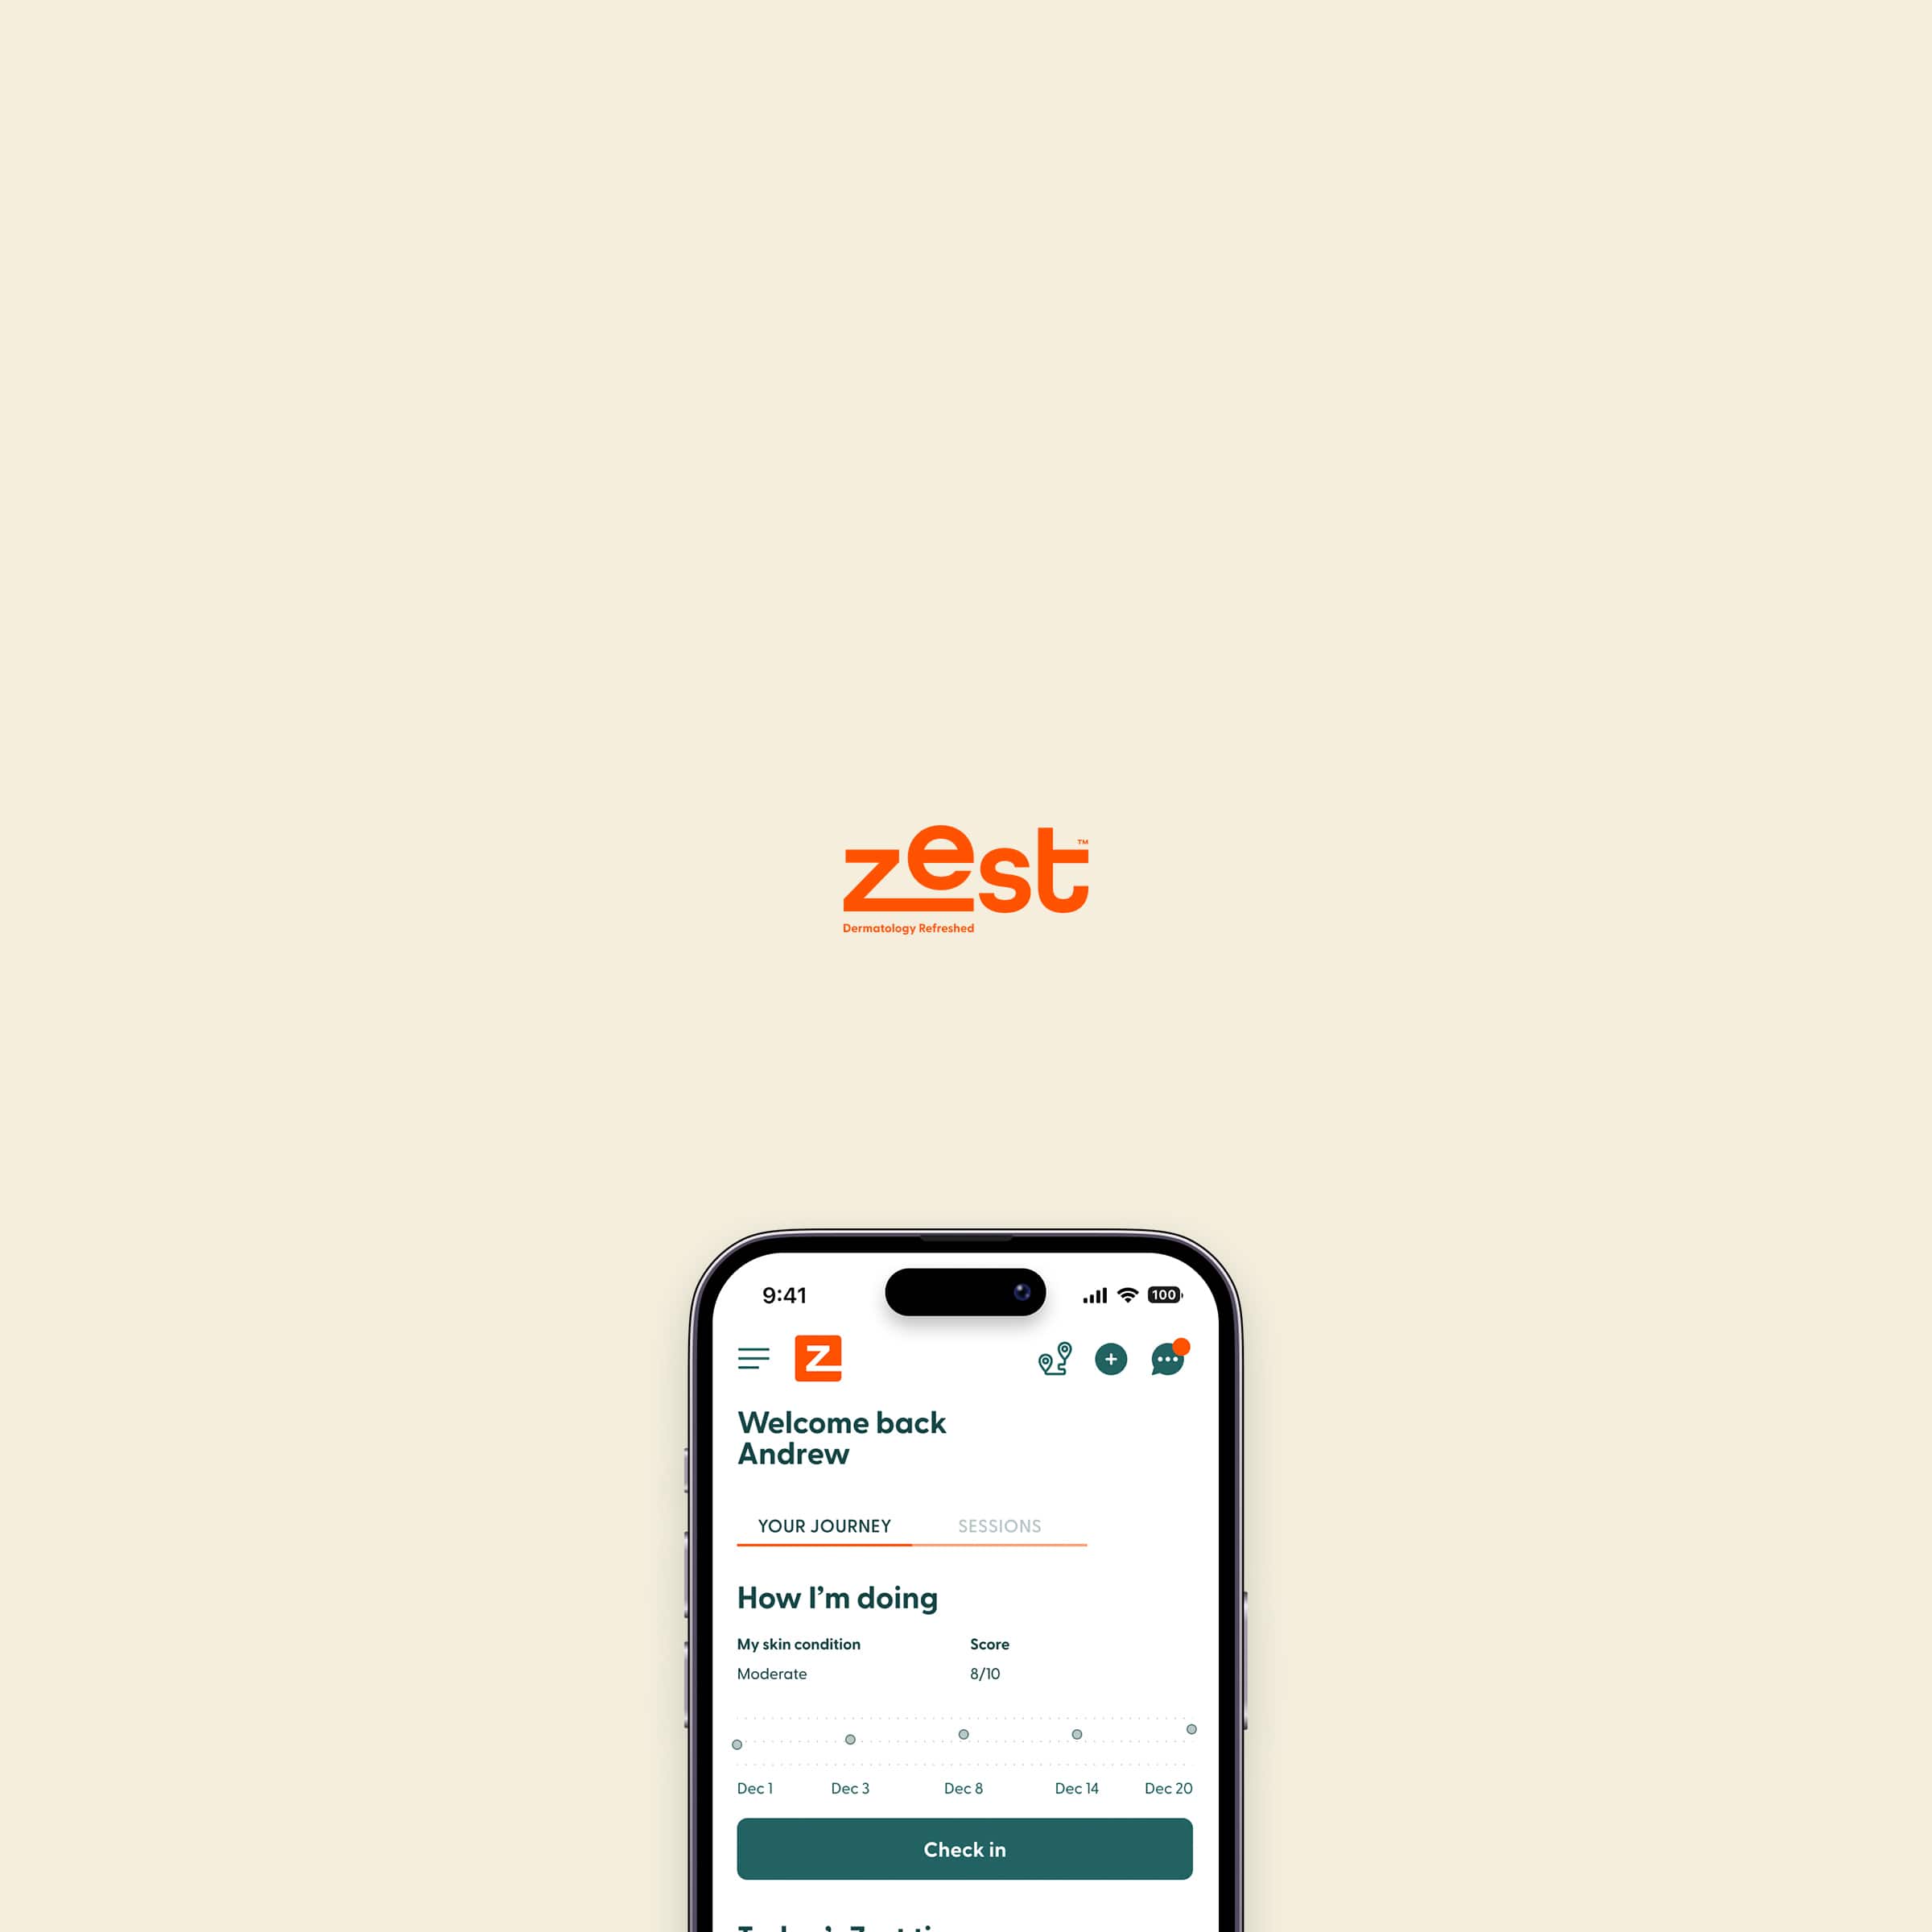 zest™
Dermatology Refreshed
9:41
100
Z
Welcome back
Andrew
YOUR JOURNEY
SESSIONS
How I’m doing
My skin condition
Score
Moderate
8/10
Dec 1
Dec 3
Dec 8
Dec 14
Dec 20
Check in